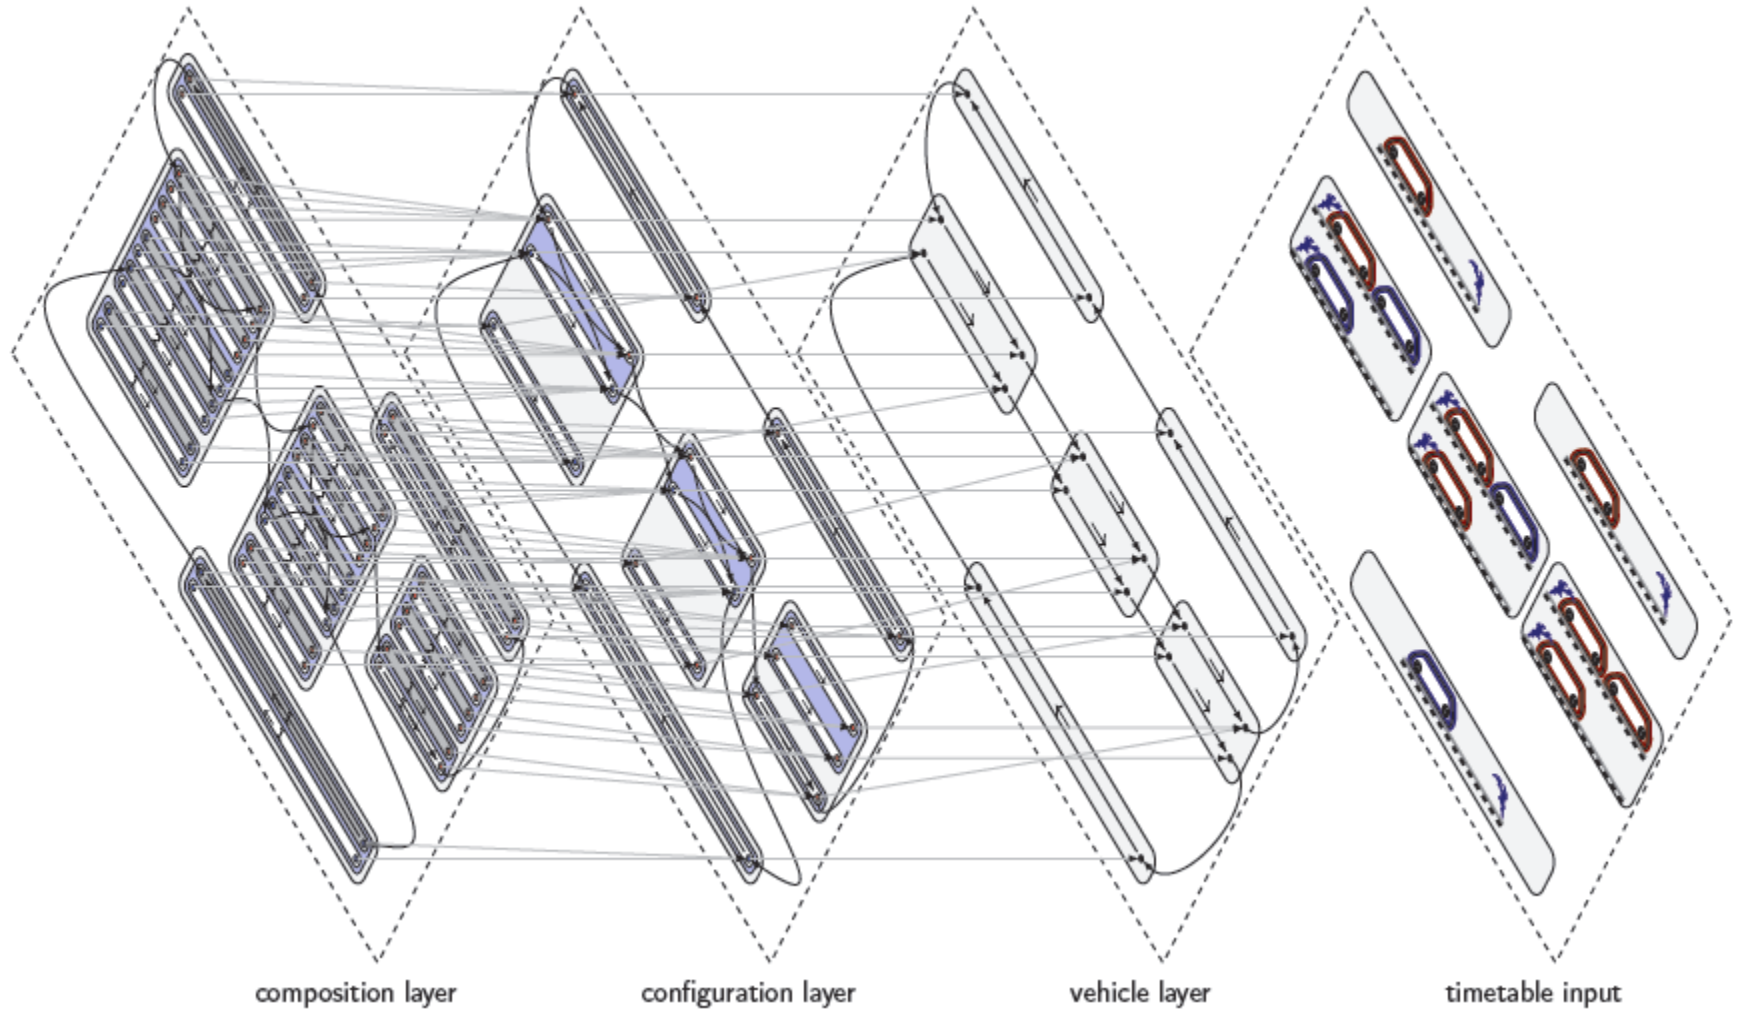 composition layer
configuration layer
vehicle layer
timetable input